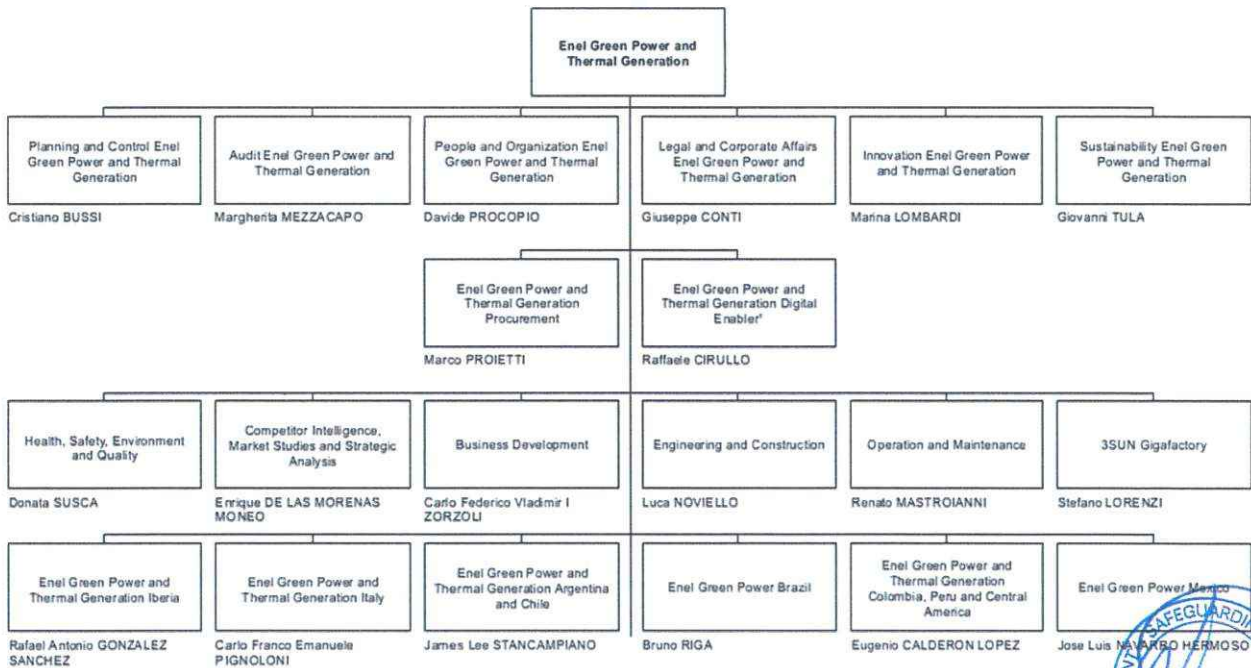 Enel Green Power and
Thermal Generation
Planning and Control Enel
Green Power and Thermal
Generation
Cristiano BUSSI
Audit Enel Green Power and
Thermal Generation
Margherita MEZZACAPO
People and Organization Enel
Green Power and Thermal
Generation
Davide PROCOPIO
Legal and Corporate Affairs
Enel Green Power and
Thermal Generation
Giuseppe CONTI
Innovation Enel Green Power
and Thermal Generation
Marina LOMBARDI
Sustainability Enel Green
Power and Thermal
Generation
Giovanni TULA
Enel Green Power and
Thermal Generation
Procurement
Marco PROIETTI
Enel Green Power and
Thermal Generation Digital
Enabler*
Raffaele CIRULLO
Health, Safety, Environment
and Quality
Donata SUSCA
Competitor Intelligence,
Market Studies and Strategic
Analysis
Enrique DE LAS MORENAS
MONEO
Business Development
Carlo Federico Vladimir I
ZORZOLI
Engineering and Construction
Luca NOVIELLO
Operation and Maintenance
Renato MASTROIANNI
3SUN Gigafactory
Stefano LORENZI
Enel Green Power and
Thermal Generation Iberia
Rafael Antonio GONZALEZ
SANCHEZ
Enel Green Power and
Thermal Generation Italy
Carlo Franco Emanuele
PIGNOLONI
Enel Green Power and
Thermal Generation Argentina
and Chile
James Lee STANCAMPIANO
Enel Green Power Brazil
Bruno RIGA
Enel Green Power and
Thermal Generation
Colombia, Peru and Central
America
Eugenio CALDERON LOPEZ
Enel Green Power Mexico
Jose Luis NAVARRO HERMOSO